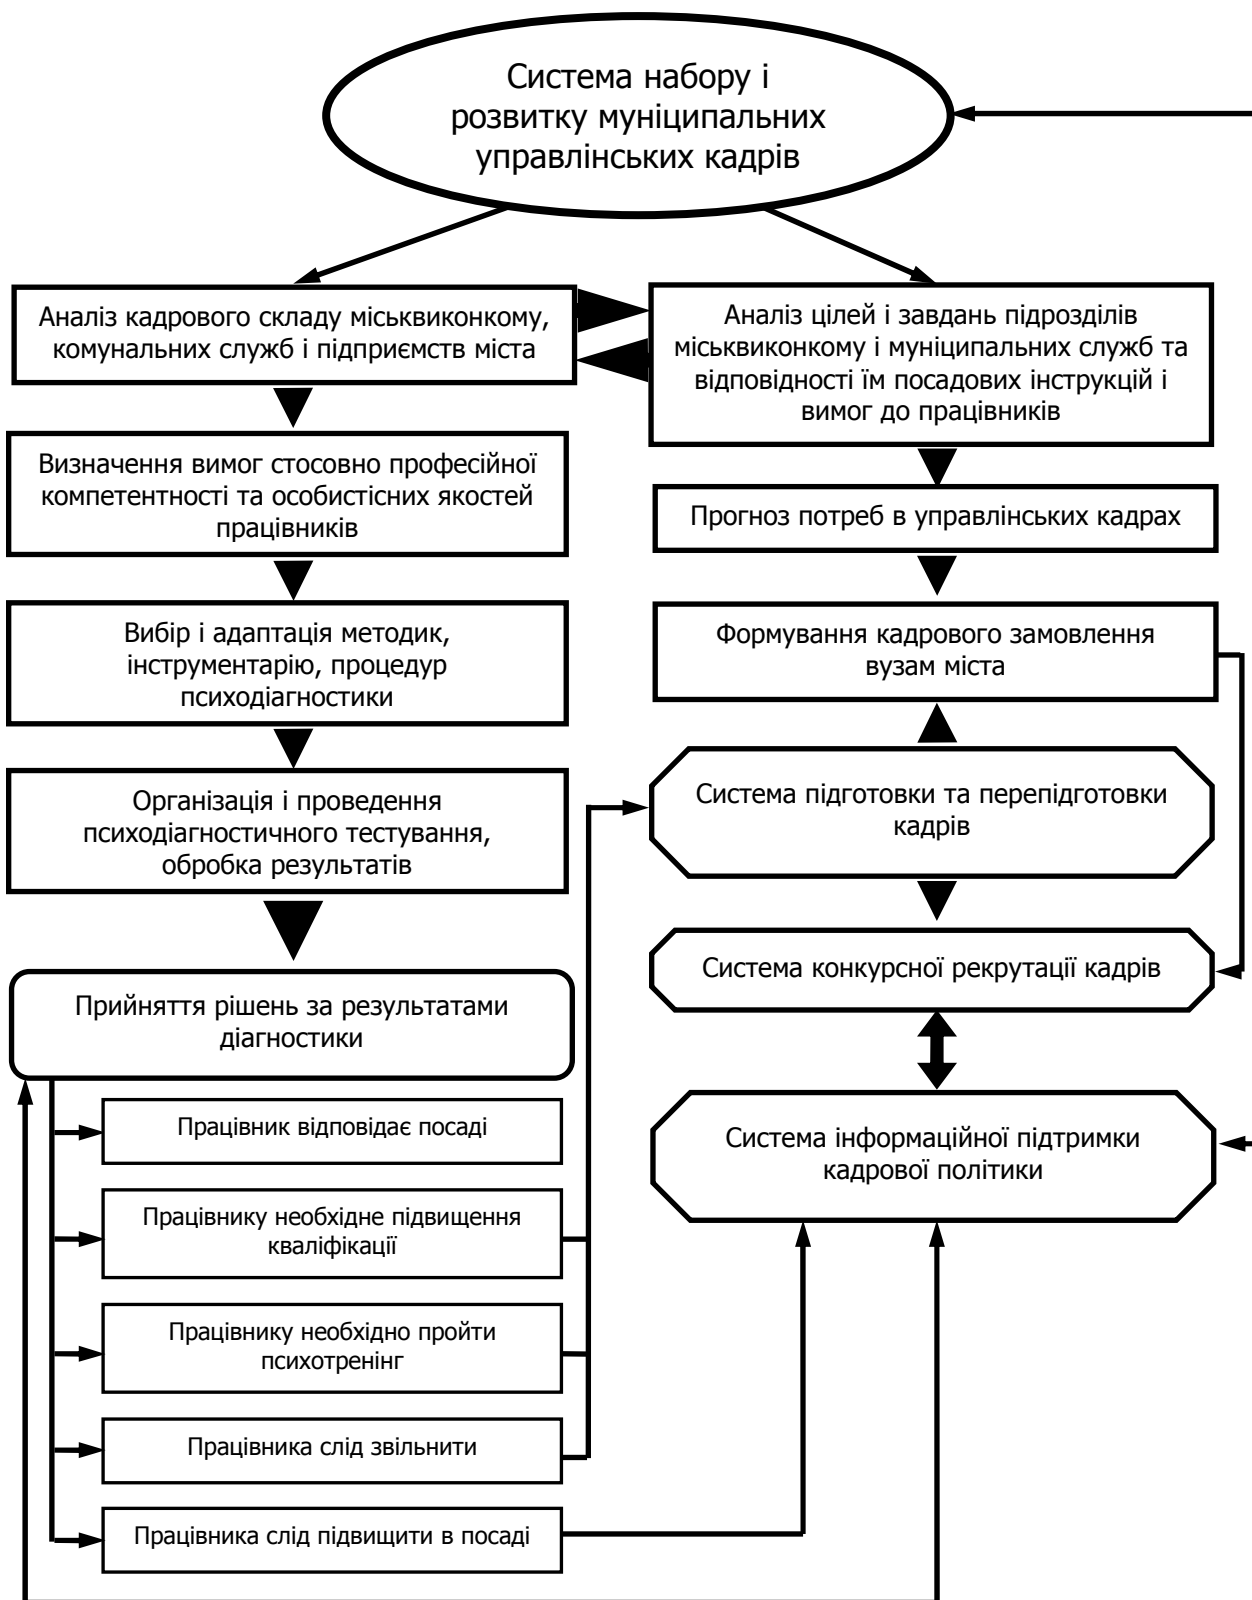 Система набору і
розвитку муніципальних
управлінських кадрів
Аналіз кадрового складу міськвиконкому,
комунальних служб і підприємств міста
Аналіз цілей і завдань підрозділів
міськвиконкому і муніципальних служб та
відповідності їм посадових інструкцій і
вимог до працівників
Визначення вимог стосовно професійної
компетентності та особистісних якостей
працівників
Прогноз потреб в управлінських кадрах
Вибір і адаптація методик,
інструментарію, процедур
психодіагностики
Формування кадрового замовлення
вузам міста
Організація і проведення
психодіагностичного тестування,
обробка результатів
Система підготовки та перепідготовки
кадрів
Система конкурсної рекрутації кадрів
Прийняття рішень за результатами
діагностики
Працівник відповідає посаді
Система інформаційної підтримки
кадрової політики
Працівнику необхідне підвищення
кваліфікації
Працівнику необхідно пройти
психотренінг
Працівника слід звільнити
Працівника слід підвищити в посаді